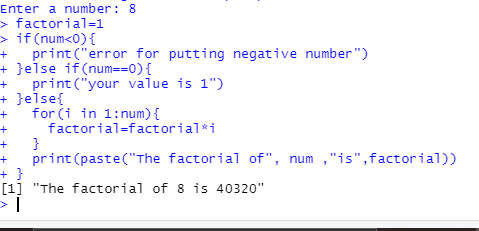 Enter a number: 8
> factorial=1
> if(num<0){
+   print("error for putting negative number")
+ }else if(num==0){
+   print("your value is 1")
+ }else{
+   for(i in 1:num){
+     factorial=factorial*i
+   }
+   print(paste("The factorial of", num ,"is",factorial))
+ }
[1] "The factorial of 8 is 40320"
>